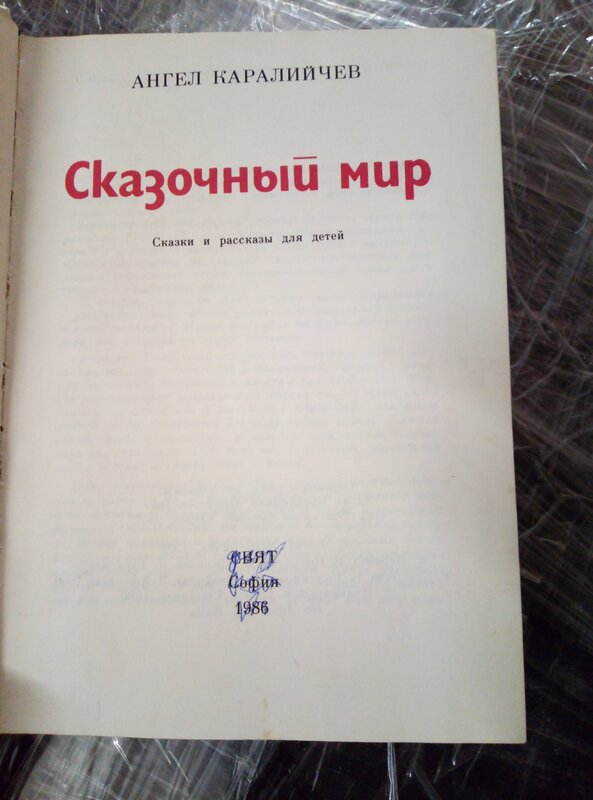 АНГЕЛ КАРАЛИЙЧЕВ
Сказочный мир
Сказки и рассказы для детей
СВЯТ
София
1986